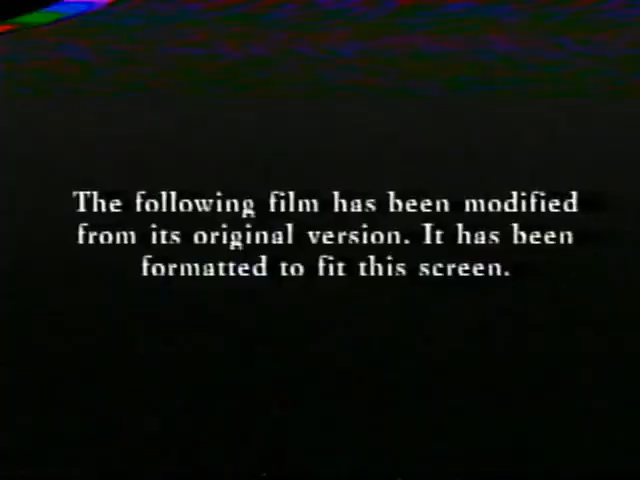 The following film has been modified
from its original version. It has been
formatted to fit this screen.